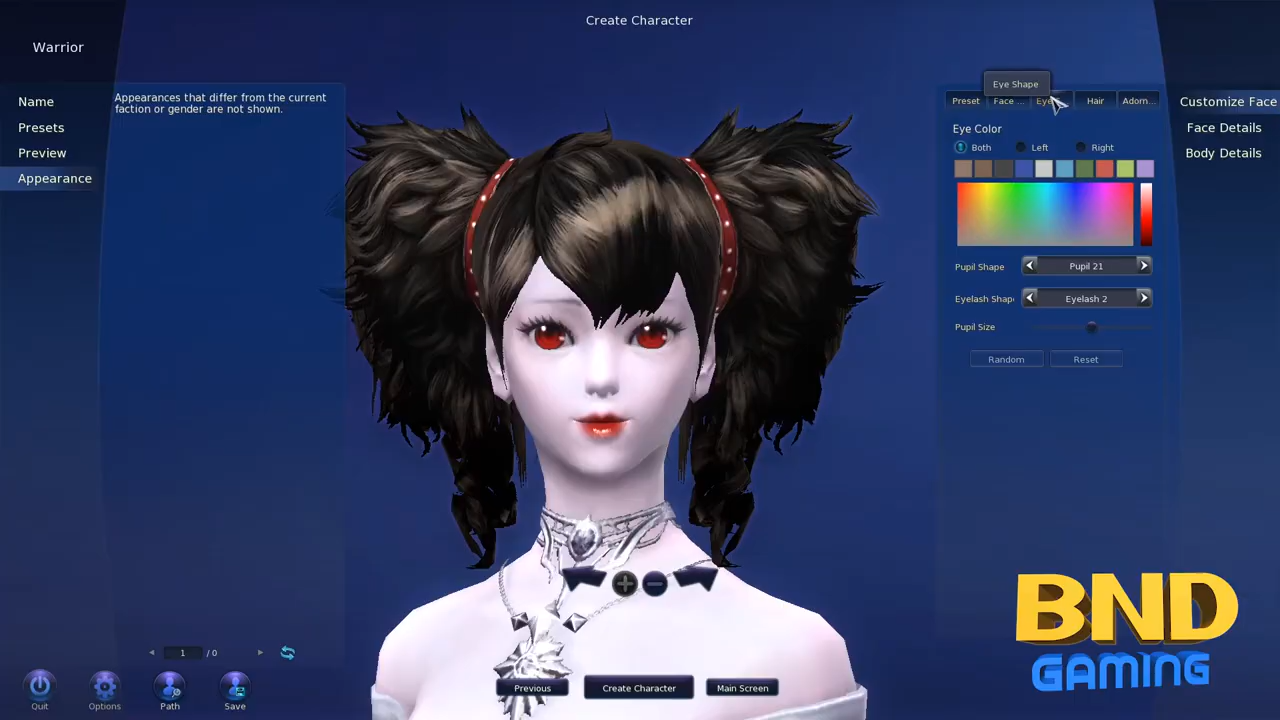 Create Character
Warrior
Name
Presets
Preview
Appearance
Appearances that differ from the current
faction or gender are not shown.
Eye Shape
Preset
Face ...
Eye
Hair
Adorn...
Customize Face
Face Details
Body Details
Eye Color
Both
Left
Right
Pupil Shape
Pupil 21
Eyelash Shap
Eyelash 2
Pupil Size
Random
Reset
1
/ 0
Quit
Options
Path
Save
Previous
Create Character
Main Screen
BND
GAMING